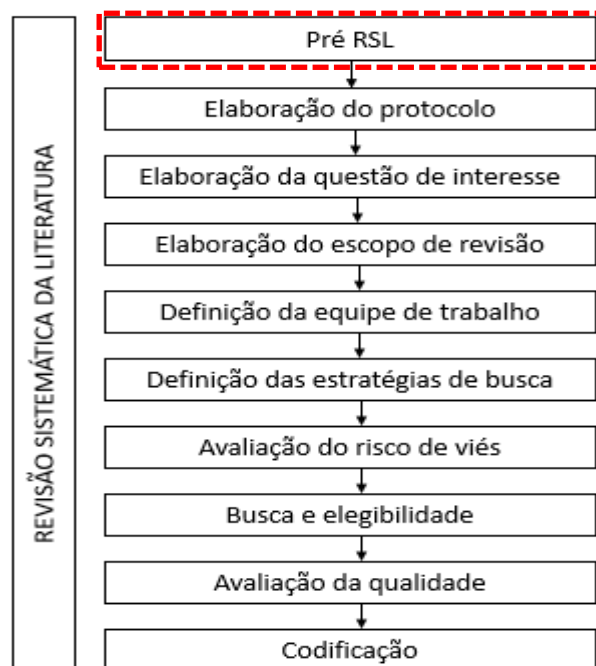 REVISÃO SISTEMÁTICA DA LITERATURA
Pré RSL
Elaboração do protocolo
Elaboração da questão de interesse
Elaboração do escopo de revisão
Definição da equipe de trabalho
Definição das estratégias de busca
Avaliação do risco de viés
Busca e elegibilidade
Avaliação da qualidade
Codificação